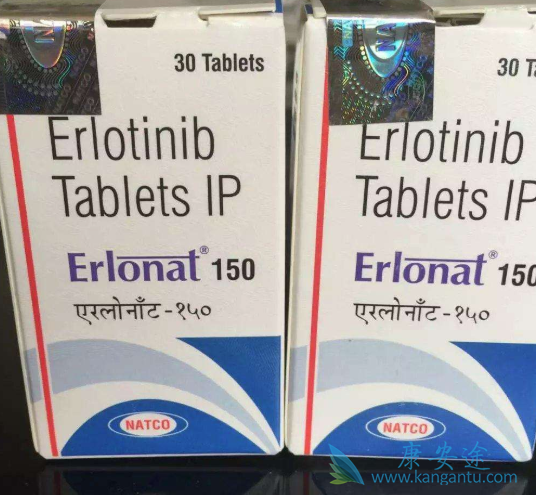 30 Tablets
Erlotinib
Tablets IP
Erlonat® 150
एरलोनॉट-१५०
NATCO
NATCO
30 T
Erlotinib
Tablets IP
Erlonat® 150
एरलोनॉट-१५०
NATCO
康安途
www.kangantu.com